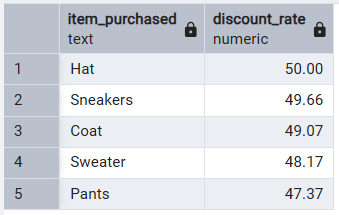 item_purchased discount_rate
text numeric
1 Hat 50.00
2 Sneakers 49.66
3 Coat 49.07
4 Sweater 48.17
5 Pants 47.37